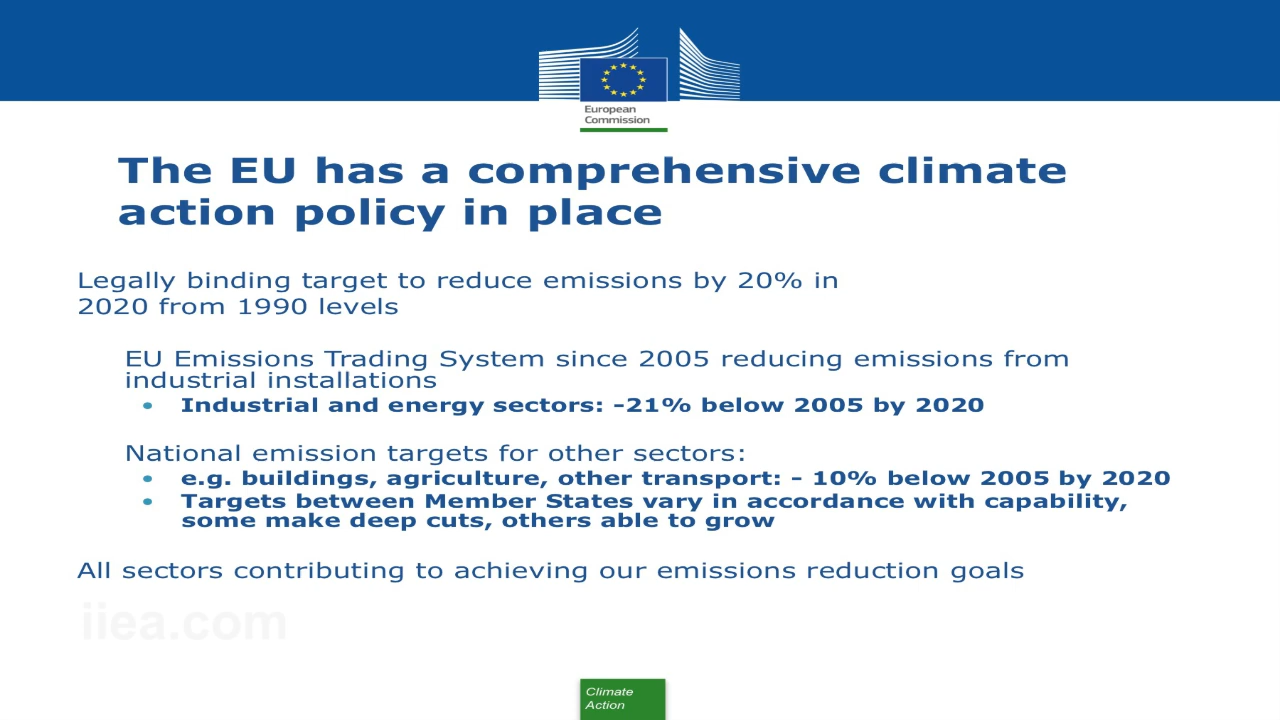 European
Commission
The EU has a comprehensive climate
action policy in place
Legally binding target to reduce emissions by 20% in
2020 from 1990 levels
EU Emissions Trading System since 2005 reducing emissions from
industrial installations
• Industrial and energy sectors: -21% below 2005 by 2020
National emission targets for other sectors:
• e.g. buildings, agriculture, other transport: - 10% below 2005 by 2020
• Targets between Member States vary in accordance with capability,
some make deep cuts, others able to grow
All sectors contributing to achieving our emissions reduction goals
iiea.com
Climate
Action